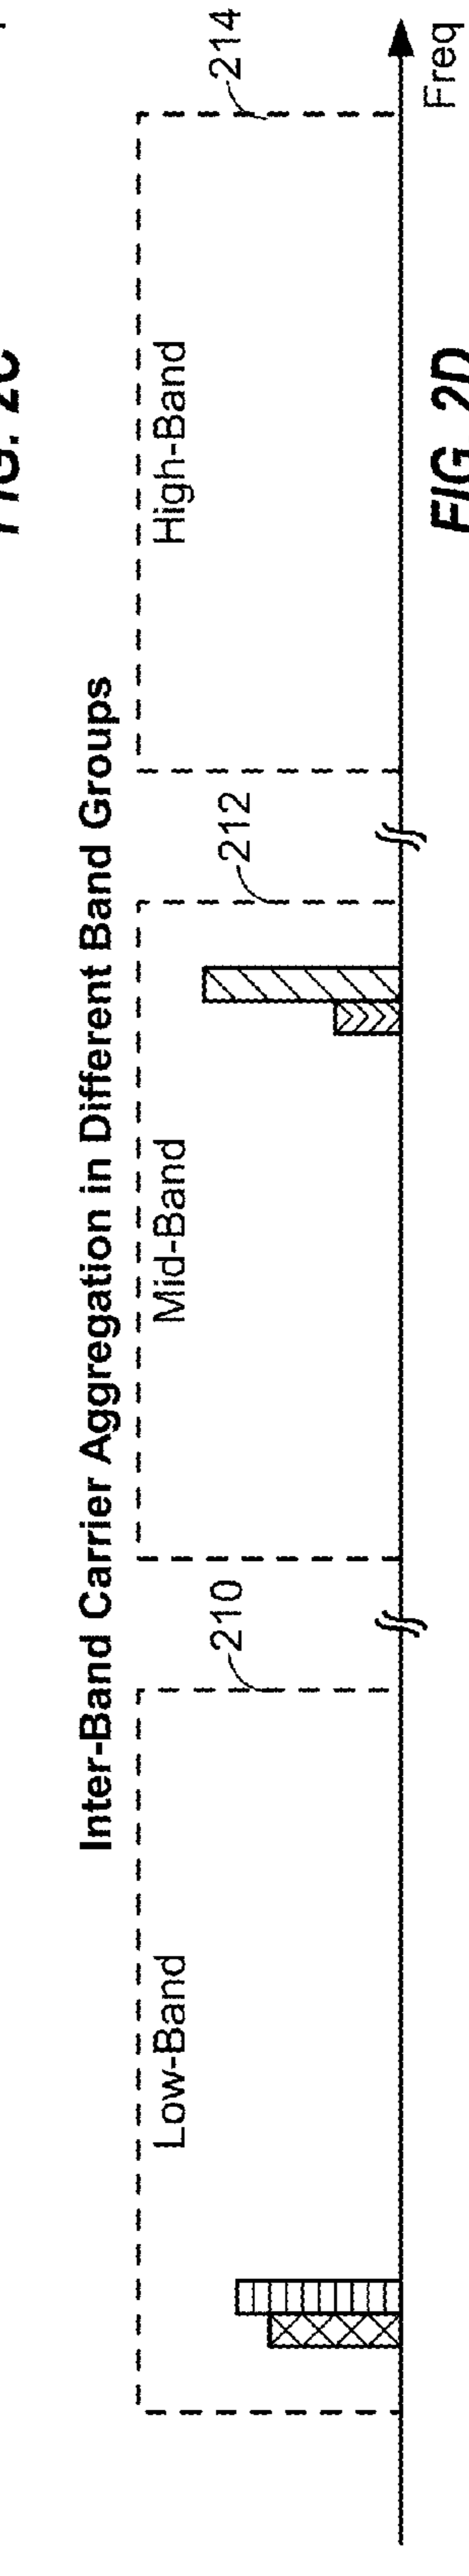 FIG. 2C
Inter-Band Carrier Aggregation in Different Band Groups
210
212
214
Low-Band
Mid-Band
High-Band
Freq
FIG. 2D